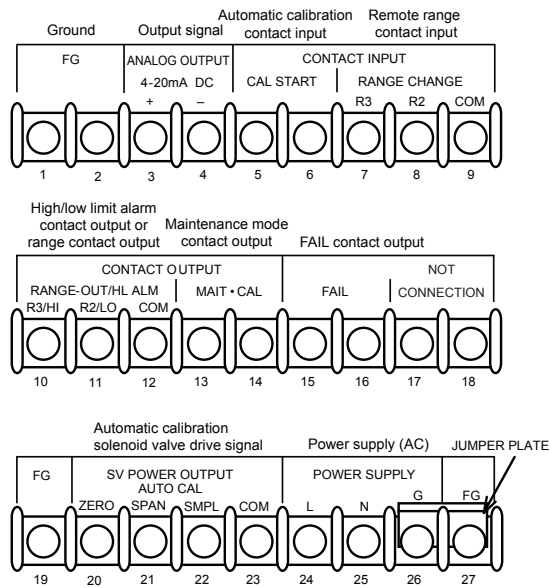 Ground Output signal Automatic calibration contact input Remote range contact input
FG ANALOG OUTPUT CONTACT INPUT
4-20mA DC CAL START RANGE CHANGE
+ – R3 R2 COM
1 2 3 4 5 6 7 8 9
High/low limit alarm contact output or range contact output Maintenance mode contact output FAIL contact output
CONTACT OUTPUT NOT
RANGE-OUT/HL ALM MAIT • CAL FAIL CONNECTION
R3/HI R2/LO COM
10 11 12 13 14 15 16 17 18
Automatic calibration solenoid valve drive signal Power supply (AC) JUMPER PLATE
FG SV POWER OUTPUT POWER SUPPLY
AUTO CAL
ZERO SPAN SMPL COM L N G FG
19 20 21 22 23 24 25 26 27